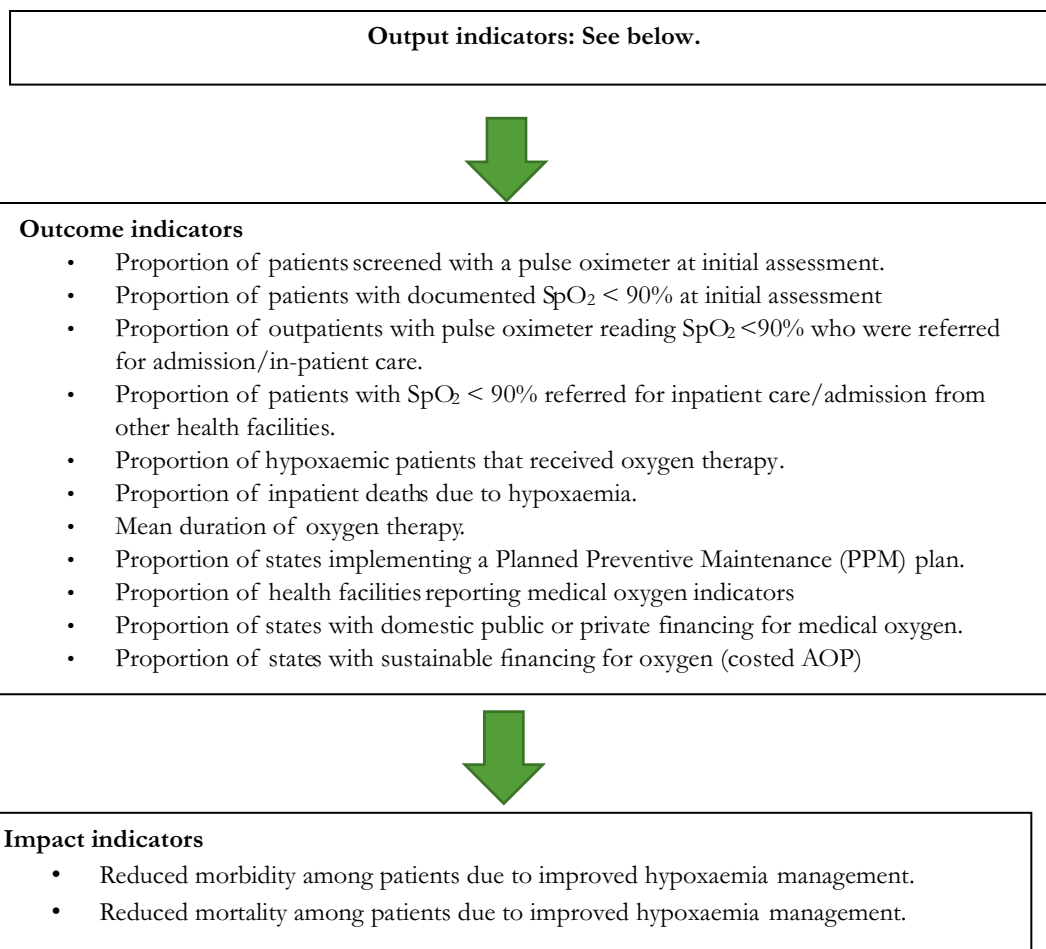 Output indicators: See below.
Outcome indicators
• Proportion of patients screened with a pulse oximeter at initial assessment.
• Proportion of patients with documented SpO₂ < 90% at initial assessment
• Proportion of outpatients with pulse oximeter reading SpO₂ <90% who were referred
for admission/in-patient care.
• Proportion of patients with SpO₂ < 90% referred for inpatient care/admission from
other health facilities.
• Proportion of hypoxaemic patients that received oxygen therapy.
• Proportion of inpatient deaths due to hypoxaemia.
• Mean duration of oxygen therapy.
• Proportion of states implementing a Planned Preventive Maintenance (PPM) plan.
• Proportion of health facilities reporting medical oxygen indicators
• Proportion of states with domestic public or private financing for medical oxygen.
• Proportion of states with sustainable financing for oxygen (costed AOP)
Impact indicators
• Reduced morbidity among patients due to improved hypoxaemia management.
• Reduced mortality among patients due to improved hypoxaemia management.